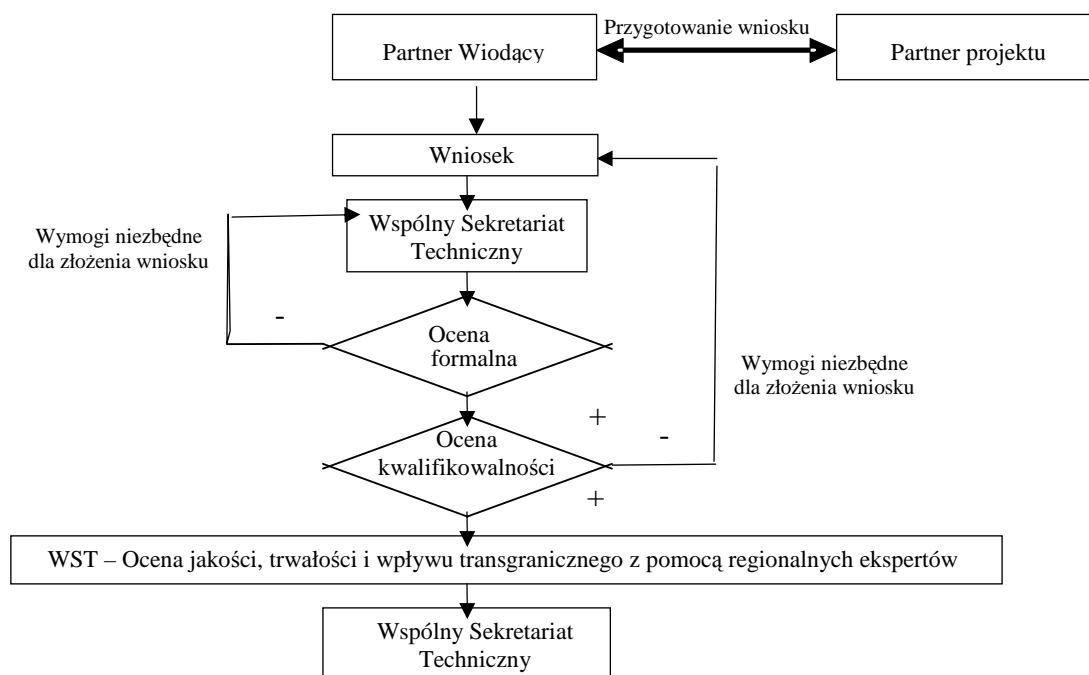 Przygotowanie wniosku
Partner Wiodący
Partner projektu
Wniosek
Wspólny Sekretariat
Techniczny
Wymogi niezbędne
dla złożenia wniosku
-
Ocena
formalna
Wymogi niezbędne
dla złożenia wniosku
+
-
Ocena
kwalifikowalności
+
WST – Ocena jakości, trwałości i wpływu transgranicznego z pomocą regionalnych ekspertów
Wspólny Sekretariat
Techniczny